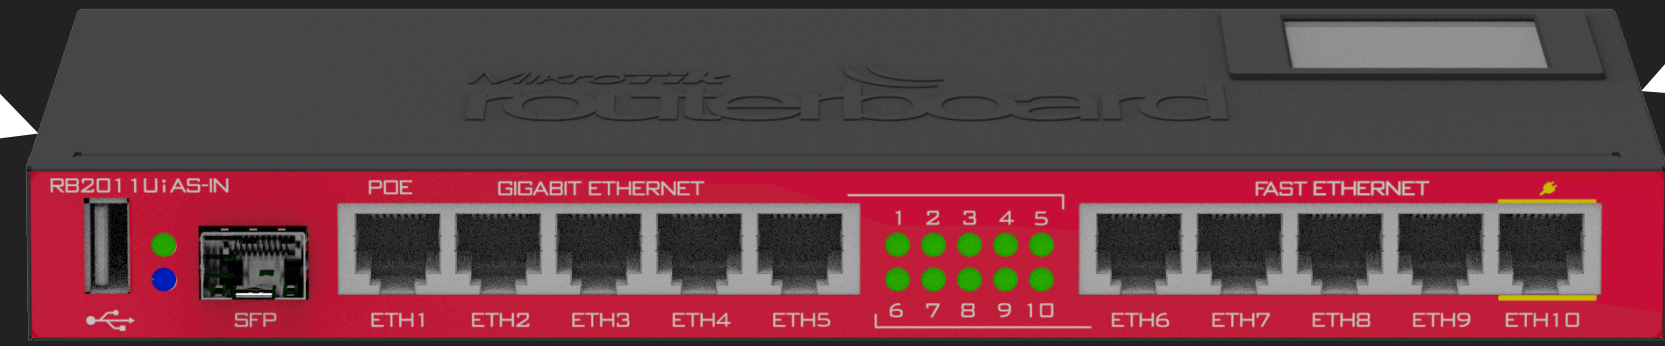 MikroTik
routerboard
RB2011UiAS-IN
POE
GIGABIT ETHERNET
FAST ETHERNET
1 2 3 4 5
6 7 8 9 10
SFP
ETH1 ETH2 ETH3 ETH4 ETH5
ETH6 ETH7 ETH8 ETH9 ETH10